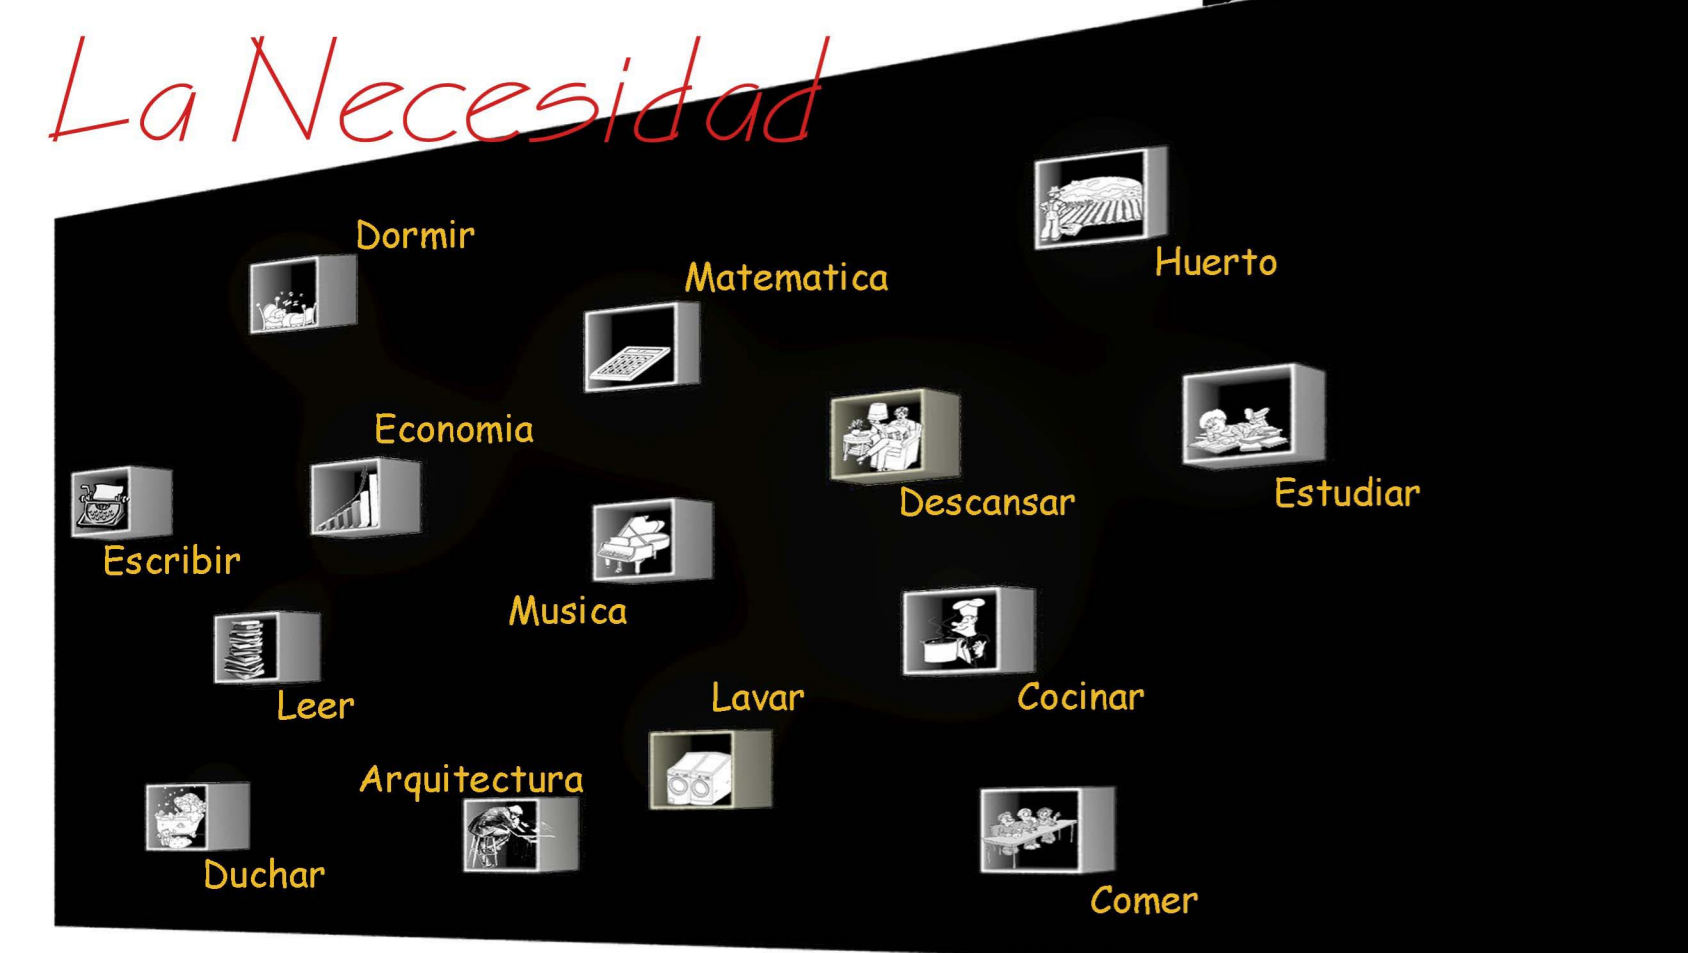 La Necesidad
Dormir
Matematica
Huerto
Economia
Descansar
Estudiar
Escribir
Musica
Leer
Lavar
Cocinar
Arquitectura
Duchar
Comer